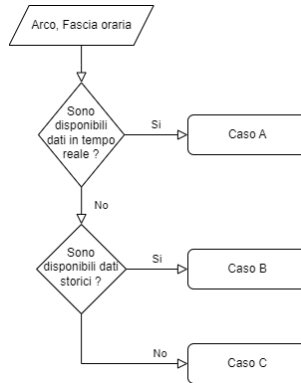 Arco, Fascia oraria
Sono
disponibili
dati in tempo
reale ?
Si
Caso A
No
Sono
disponibili dati
storici ?
Si
Caso B
No
Caso C